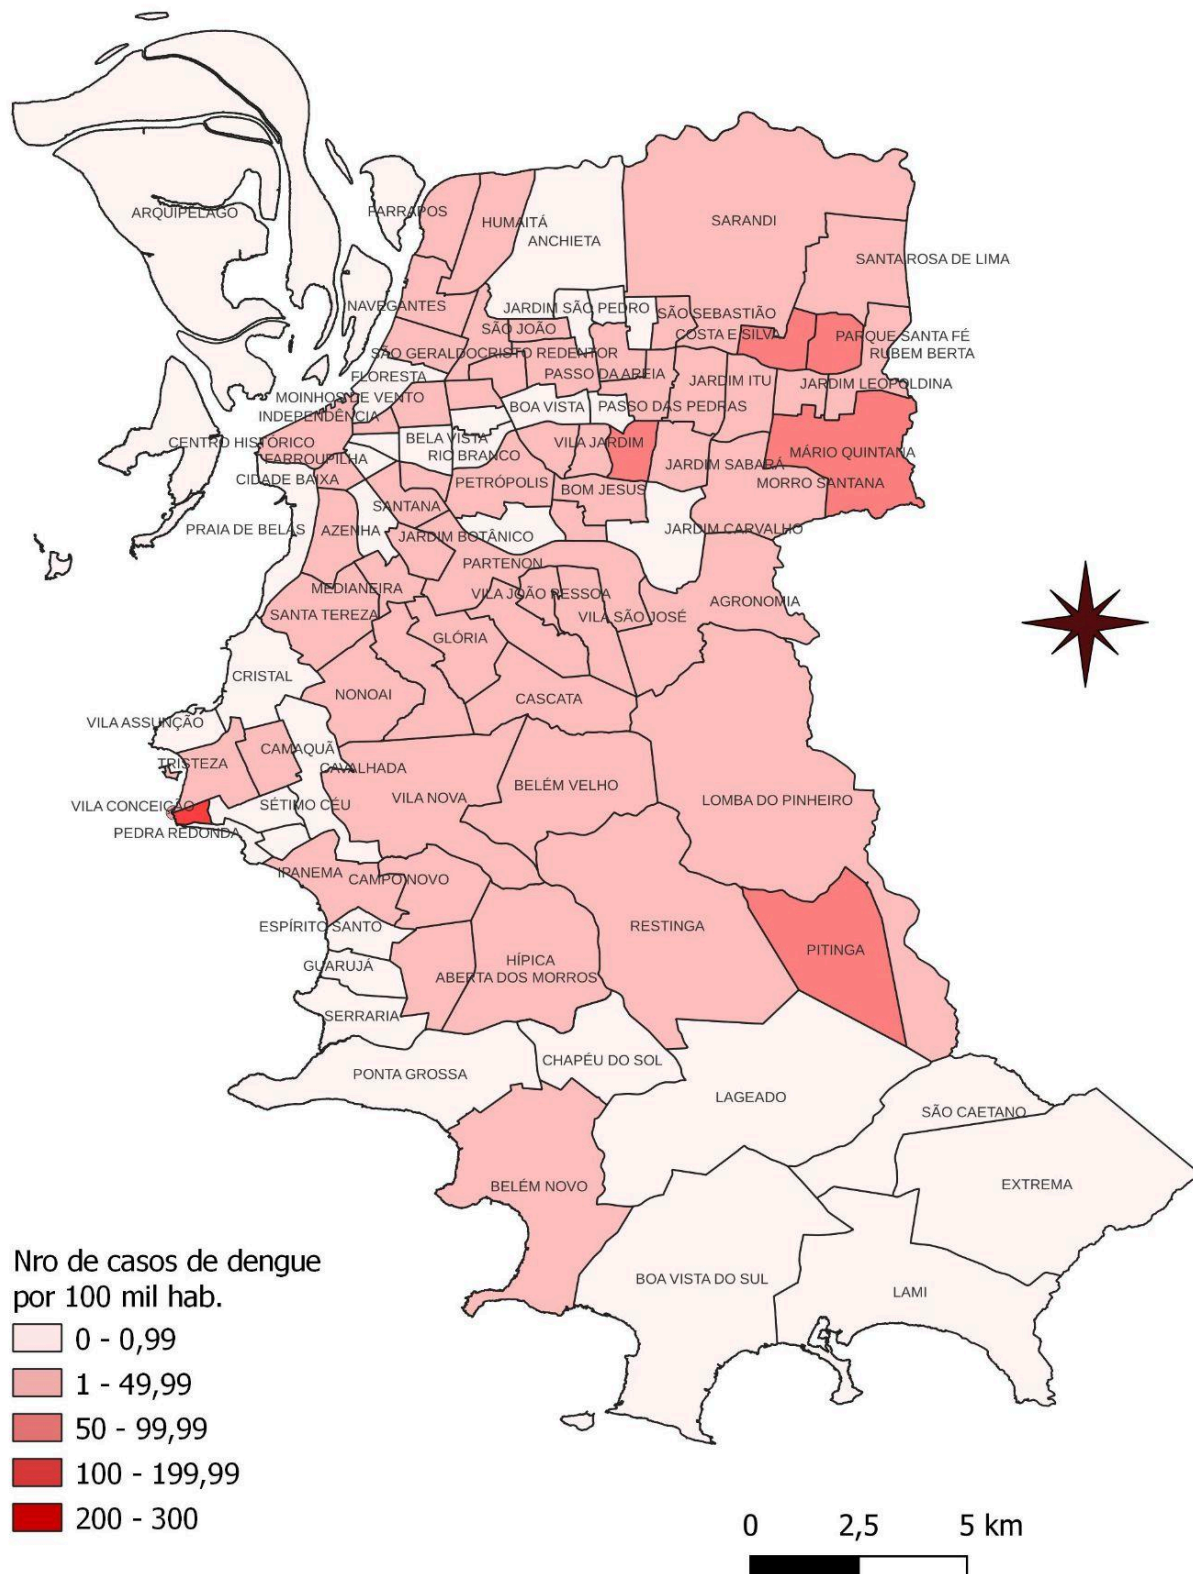 ARQUIPÉLAGO
FARRAPOS
HUMAITÁ
ANCHIETA
SARANDI
SANTA ROSA DE LIMA
NAVEGANTES
JARDIM SÃO PEDRO
SÃO SEBASTIÃO
SÃO JOÃO
COSTA E SILVA
PARQUE SANTA FÉ
SÃO GERALDO
CRISTO REDENTOR
RUBEM BERTA
FLORESTA
PASSO DA AREIA
JARDIM ITU
JARDIM LEOPOLDINA
MOINHOS DE VENTO
INDEPENDÊNCIA
BOA VISTA
PASSO DAS PEDRAS
CENTRO HISTÓRICO
BELA VISTA
VILA JARDIM
MÁRIO QUINTANA
FARROUPILHA
RIO BRANCO
JARDIM SABARÁ
CIDADE BAIXA
PETRÓPOLIS
BOM JESUS
MORRO SANTANA
SANTANA
PRAIA DE BELAS
AZENHA
JARDIM BOTÂNICO
JARDIM CARVALHO
PARTENON
MEDIANEIRA
VILA JOÃO PESSOA
AGRONOMIA
SANTA TEREZA
VILA SÃO JOSÉ
GLÓRIA
CRISTAL
NONOAI
CASCATA
VILA ASSUNÇÃO
CAMAQUÃ
TRISTEZA
CAVALHADA
BELÉM VELHO
VILA NOVA
LOMBA DO PINHEIRO
VILA CONCEIÇÃO
SÉTIMO CÉU
PEDRA REDONDA
IPANEMA
CAMPO NOVO
ESPÍRITO SANTO
RESTINGA
PITINGA
GUARUJÁ
HÍPICA
ABERTA DOS MORROS
SERRARIA
PONTA GROSSA
CHAPÉU DO SOL
LAGEADO
SÃO CAETANO
BELÉM NOVO
EXTREMA
BOA VISTA DO SUL
LAMI
Nro de casos de dengue
por 100 mil hab.
0 - 0,99
1 - 49,99
50 - 99,99
100 - 199,99
200 - 300
0 2,5 5 km